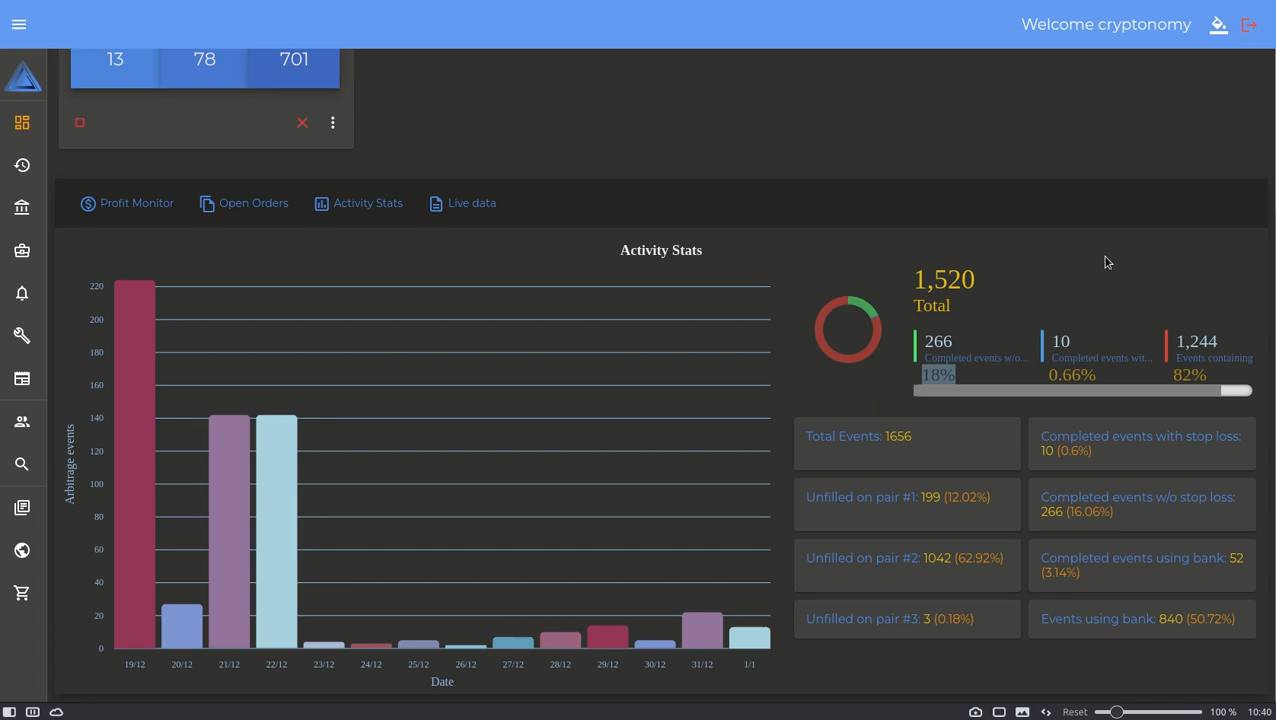 Welcome cryptonomy
13 78 701
Profit Monitor Open Orders Activity Stats Live data
Activity Stats
220
200
180
160
140
120
100
80
60
40
20
0
Arbitrage events
19/12 20/12 21/12 22/12 23/12 24/12 25/12 26/12 27/12 28/12 29/12 30/12 31/12 1/1
Date
1,520
Total
266 10 1,244
Completed events w/o... Completed events wit... Events containing
18% 0.66% 82%
Total Events: 1656
Completed events with stop loss:
10 (0.6%)
Unfilled on pair #1: 199 (12.02%)
Completed events w/o stop loss:
266 (16.06%)
Unfilled on pair #2: 1042 (62.92%)
Completed events using bank: 52
(3.14%)
Unfilled on pair #3: 3 (0.18%)
Events using bank: 840 (50.72%)
Reset 100 % 10:40